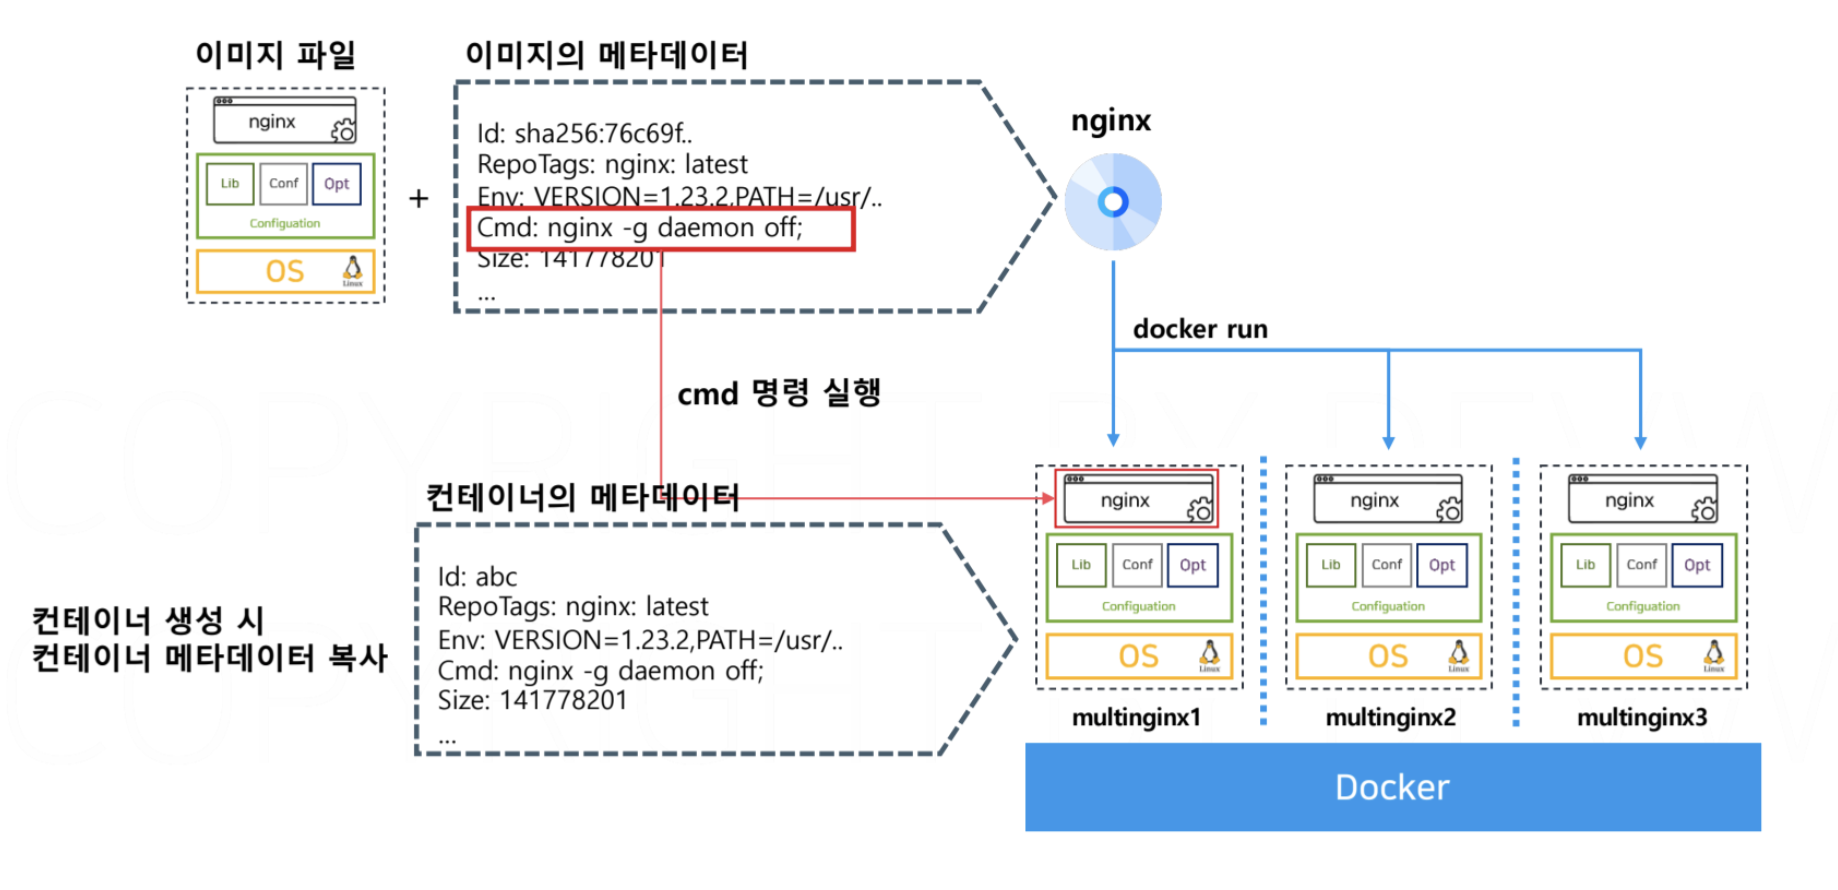 이미지 파일
이미지의 메타데이터
nginx
Lib
Conf
Opt
Configuation
OS
Linux
+
Id: sha256:76c69f..
RepoTags: nginx: latest
Env: VERSION=1.23.2,PATH=/usr/..
Cmd: nginx -g daemon off;
Size: 141778201
...
nginx
docker run
cmd 명령 실행
컨테이너의 메타데이터
Id: abc
RepoTags: nginx: latest
Env: VERSION=1.23.2,PATH=/usr/..
Cmd: nginx -g daemon off;
Size: 141778201
...
컨테이너 생성 시
컨테이너 메타데이터 복사
nginx
Lib
Conf
Opt
Configuation
OS
Linux
multinginx1
nginx
Lib
Conf
Opt
Configuation
OS
Linux
multinginx2
nginx
Lib
Conf
Opt
Configuation
OS
Linux
multinginx3
Docker